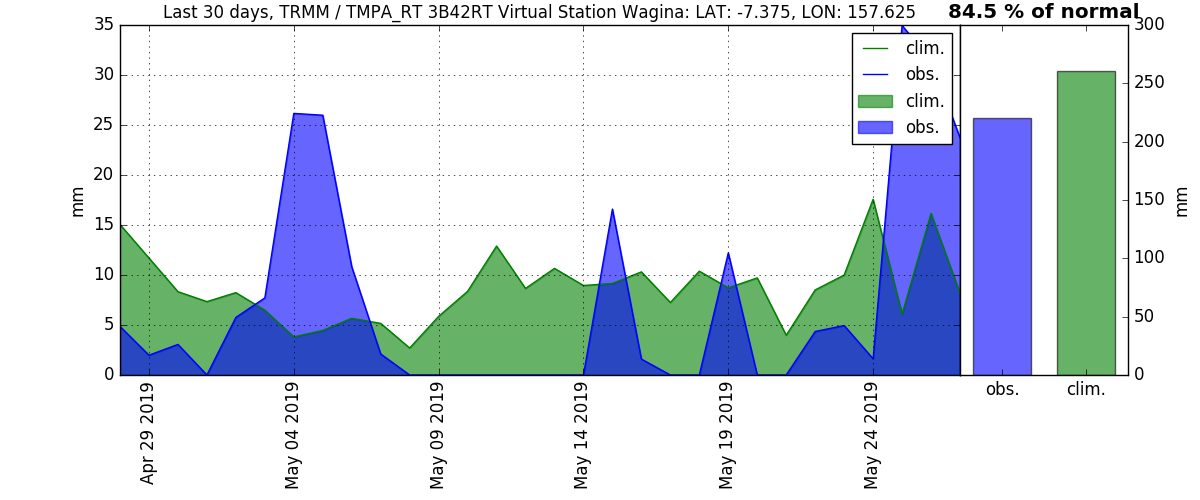 Last 30 days, TRMM / TMPA_RT 3B42RT Virtual Station Wagina: LAT: -7.375, LON: 157.625
84.5 % of normal
35
30
25
20
15
10
5
0
mm
clim.
obs.
clim.
obs.
300
250
200
150
100
50
0
mm
obs.
clim.
Apr 29 2019
May 04 2019
May 09 2019
May 14 2019
May 19 2019
May 24 2019